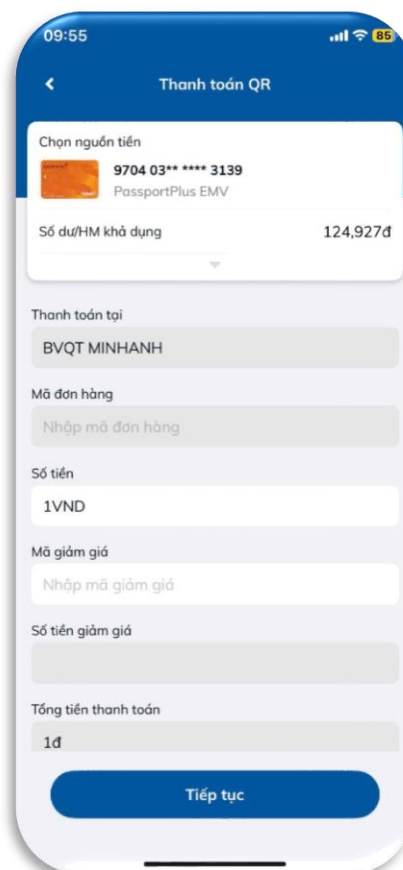 09:55
85
Thanh toán QR
Chọn nguồn tiền
9704 03** **** 3139
PassportPlus EMV
Số dư/HM khả dụng 124,927đ
Thanh toán tại
BVQT MINHANH
Mã đơn hàng
Nhập mã đơn hàng
Số tiền
1VND
Mã giảm giá
Nhập mã giảm giá
Số tiền giảm giá
Tổng tiền thanh toán
1đ
Tiếp tục